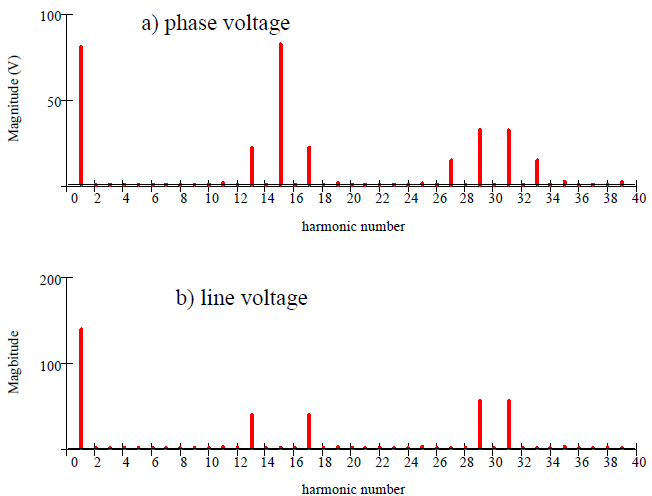 a) phase voltage
100
50
Magnitude (V)
0 2 4 6 8 10 12 14 16 18 20 22 24 26 28 30 32 34 36 38 40
harmonic number
b) line voltage
200
100
Magbitude
0 2 4 6 8 10 12 14 16 18 20 22 24 26 28 30 32 34 36 38 40
harmonic number